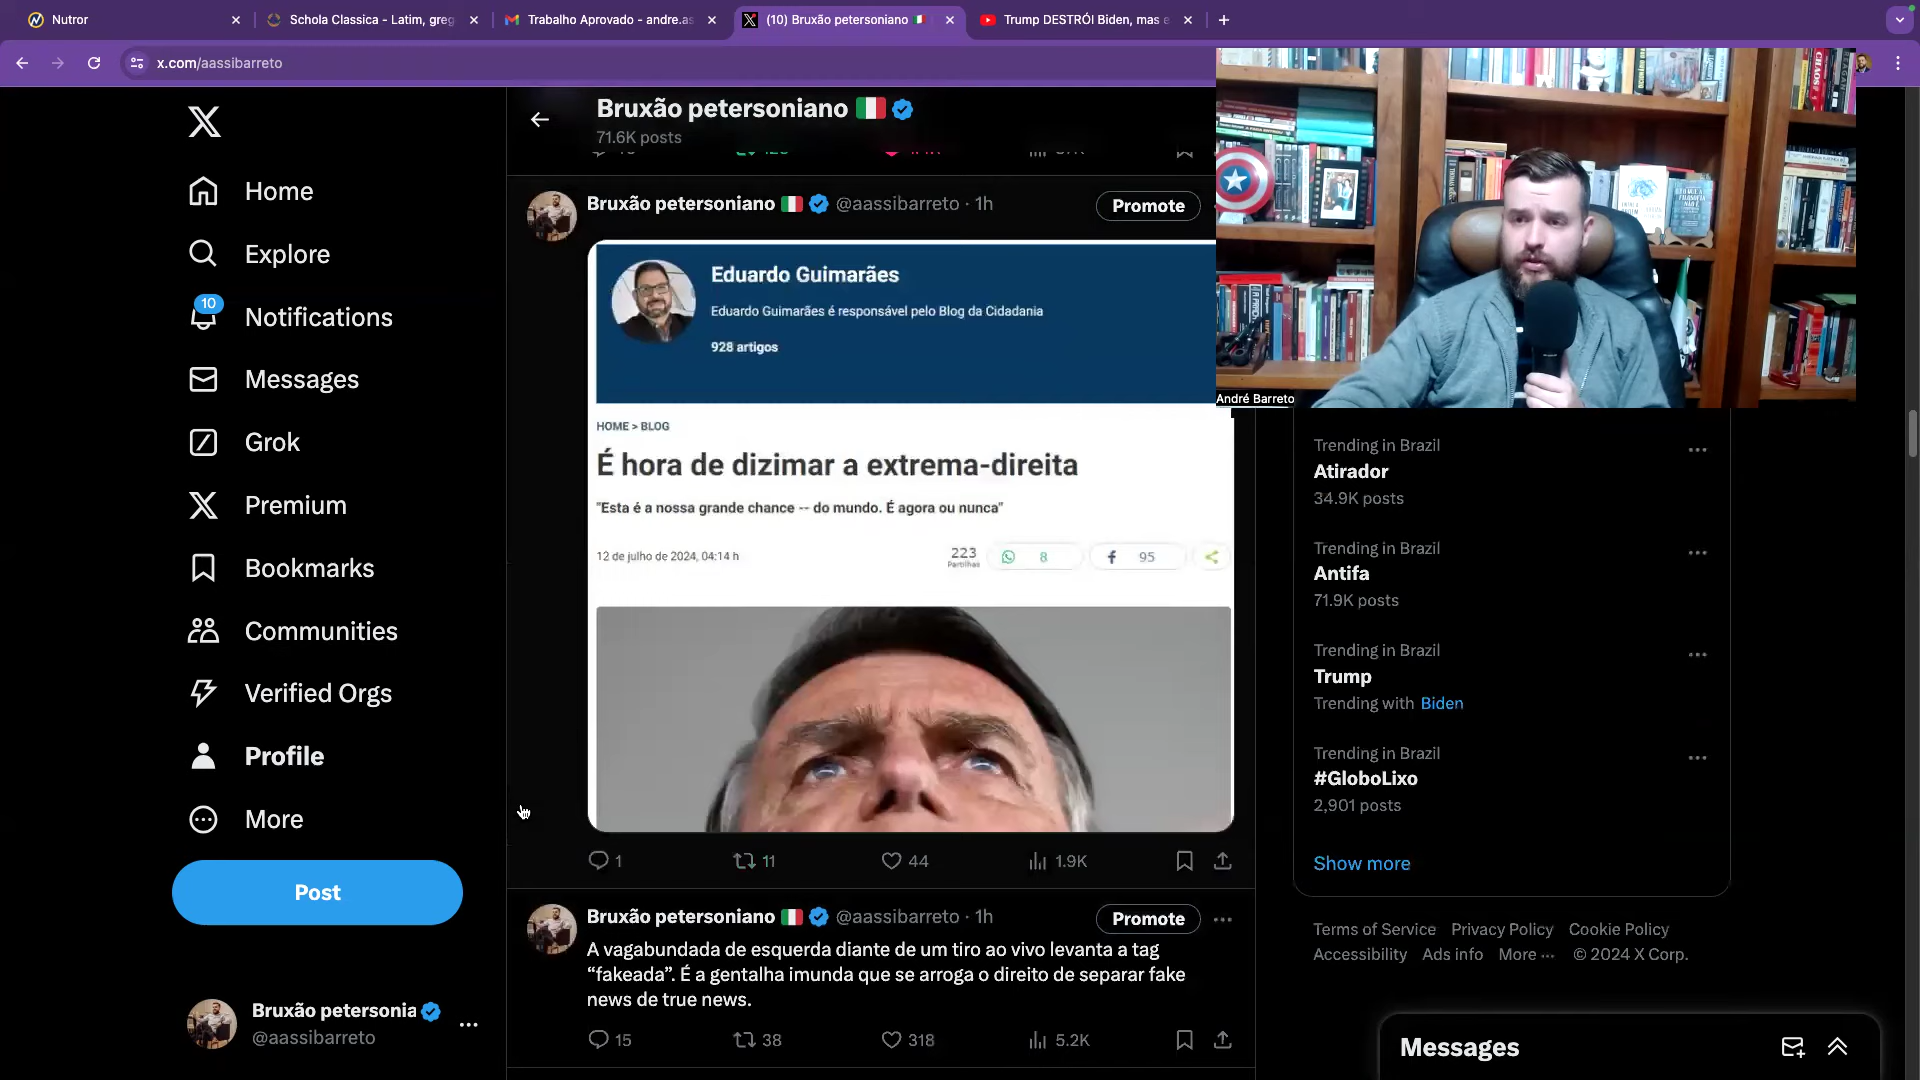 Nutror
Schola Classica - Latim, greg
Trabalho Aprovado - andre.as
(10) Bruxão petersoniano
Trump DESTRÓI Biden, mas e
x.com/aassibarreto
Home
Explore
10
Notifications
Messages
Grok
Premium
Bookmarks
Communities
Verified Orgs
Profile
More
Post
Bruxão petersonia
@aassibarreto
Bruxão petersoniano
71.6K posts
Bruxão petersoniano @aassibarreto · 1h
Promote
Eduardo Guimarães
Eduardo Guimarães é responsável pelo Blog da Cidadania
928 artigos
HOME > BLOG
É hora de dizimar a extrema-direita
"Esta é a nossa grande chance -- do mundo. É agora ou nunca"
12 de julho de 2024, 04:14 h
223
Partilhas
8
95
1 11 44 1.9K
Bruxão petersoniano @aassibarreto · 1h
Promote
A vagabundada de esquerda diante de um tiro ao vivo levanta a tag
“fakeada”. É a gentalha imunda que se arroga o direito de separar fake
news de true news.
15 38 318 5.2K
André Barreto
Trending in Brazil
Atirador
34.9K posts
Trending in Brazil
Antifa
71.9K posts
Trending in Brazil
Trump
Trending with Biden
Trending in Brazil
#GloboLixo
2,901 posts
Show more
Terms of Service Privacy Policy Cookie Policy
Accessibility Ads info More ··· © 2024 X Corp.
Messages